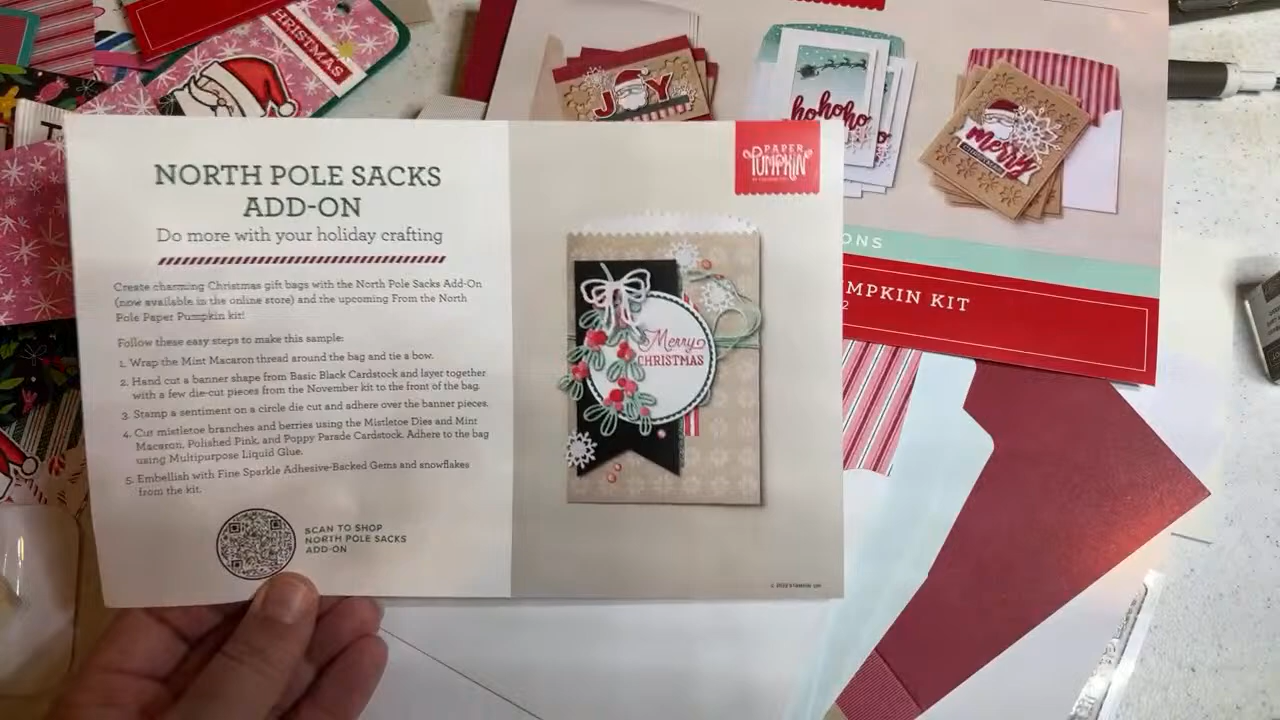 CHRISTMAS
JOY
hohoho
merry
PAPER
PUMPKIN
NORTH POLE SACKS
ADD-ON
Do more with your holiday crafting
Create charming Christmas gift bags with the North Pole Sacks Add-On
(now available in the online store) and the upcoming From the North
Pole Paper Pumpkin kit!
Follow these easy steps to make this sample:
1. Wrap the Mint Macaron thread around the bag and tie a bow.
2. Hand cut a banner shape from Basic Black Cardstock and layer together
with a few die-cut pieces from the November kit to the front of the bag.
3. Stamp a sentiment on a circle die cut and adhere over the banner pieces.
4. Cut mistletoe branches and berries using the Mistletoe Dies and Mint
Macaron, Polished Pink, and Poppy Parade Cardstock. Adhere to the bag
using Multipurpose Liquid Glue.
5. Embellish with Fine Sparkle Adhesive-Backed Gems and snowflakes
from the kit.
SCAN TO SHOP
NORTH POLE SACKS
ADD-ON
Merry
CHRISTMAS
© 2022 STAMPIN' UP!
ONS
MPKIN KIT
2